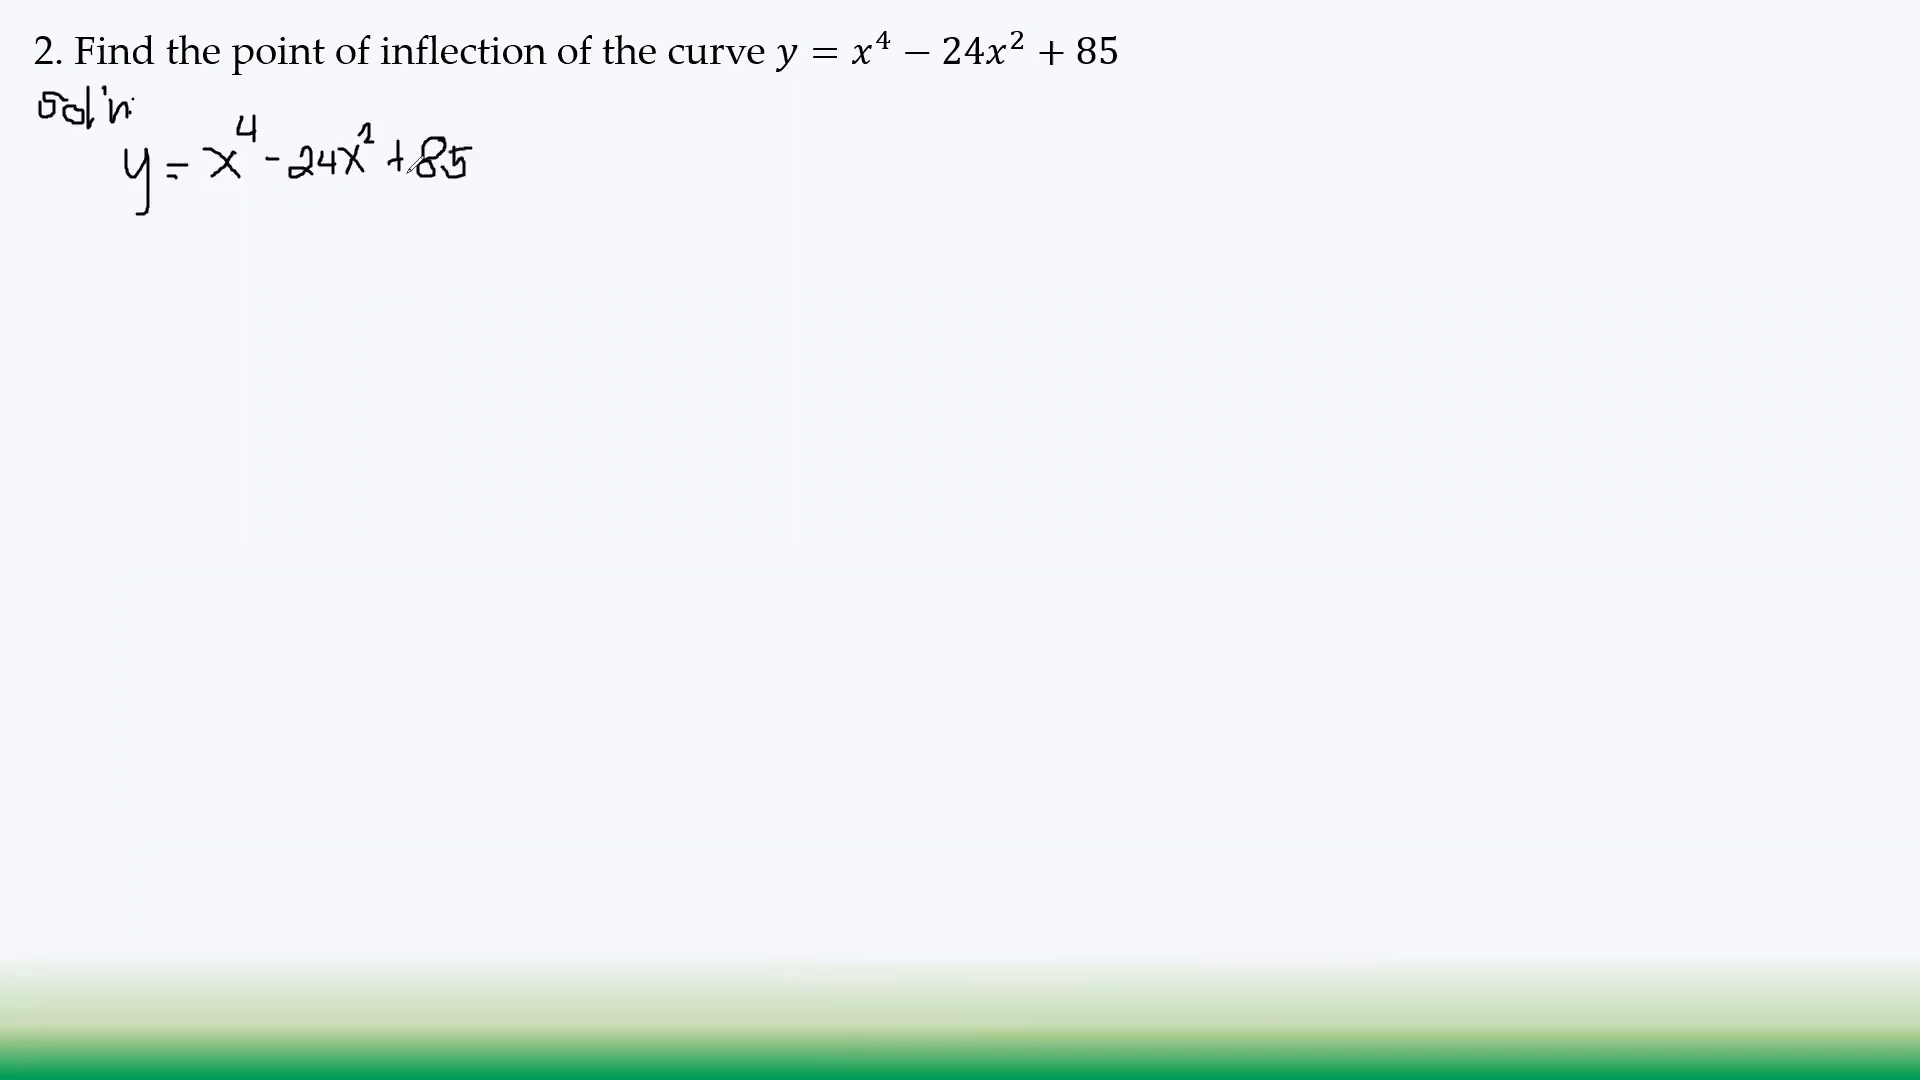 2. Find the point of inflection of the curve y = x⁴ − 24x² + 85
Sol'n:
y = x⁴ - 24x² + 85